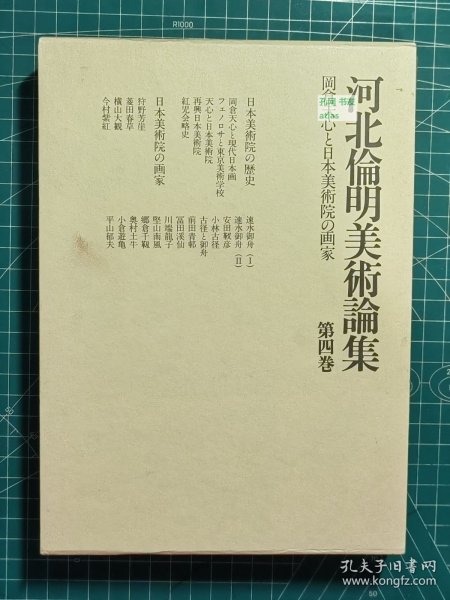 河北倫明美術論集
第四巻
岡倉天心と日本美術院の画家
日本美術院の歴史
岡倉天心と現代日本画
フェノロサと東京美術学校
天心と日本美術院
再興日本美術院
紅児会略史
日本美術院の画家
狩野芳崖
菱田春草
横山大観
今村紫紅
速水御舟(I)
速水御舟(II)
安田靫彦
小林古径
古径と御舟
前田青邨
冨田溪仙
川端龍子
堅山南風
郷倉千靱
奥村土牛
小倉遊亀
平山郁夫
孔网 书店
atlas
R1000
50
孔夫子旧书网
www.kongfz.com